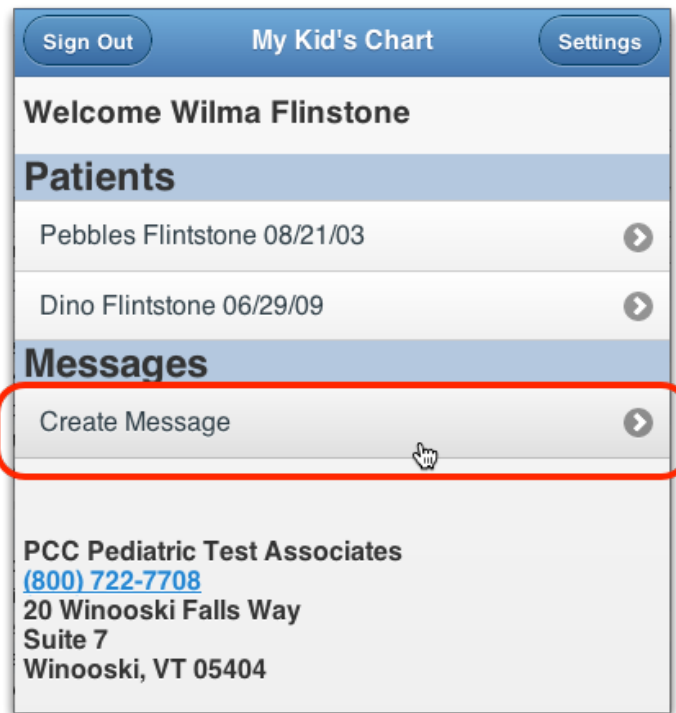 Sign Out My Kid's Chart Settings
Welcome Wilma Flinstone
Patients
Pebbles Flintstone 08/21/03
Dino Flintstone 06/29/09
Messages
Create Message
PCC Pediatric Test Associates
(800) 722-7708
20 Winooski Falls Way
Suite 7
Winooski, VT 05404